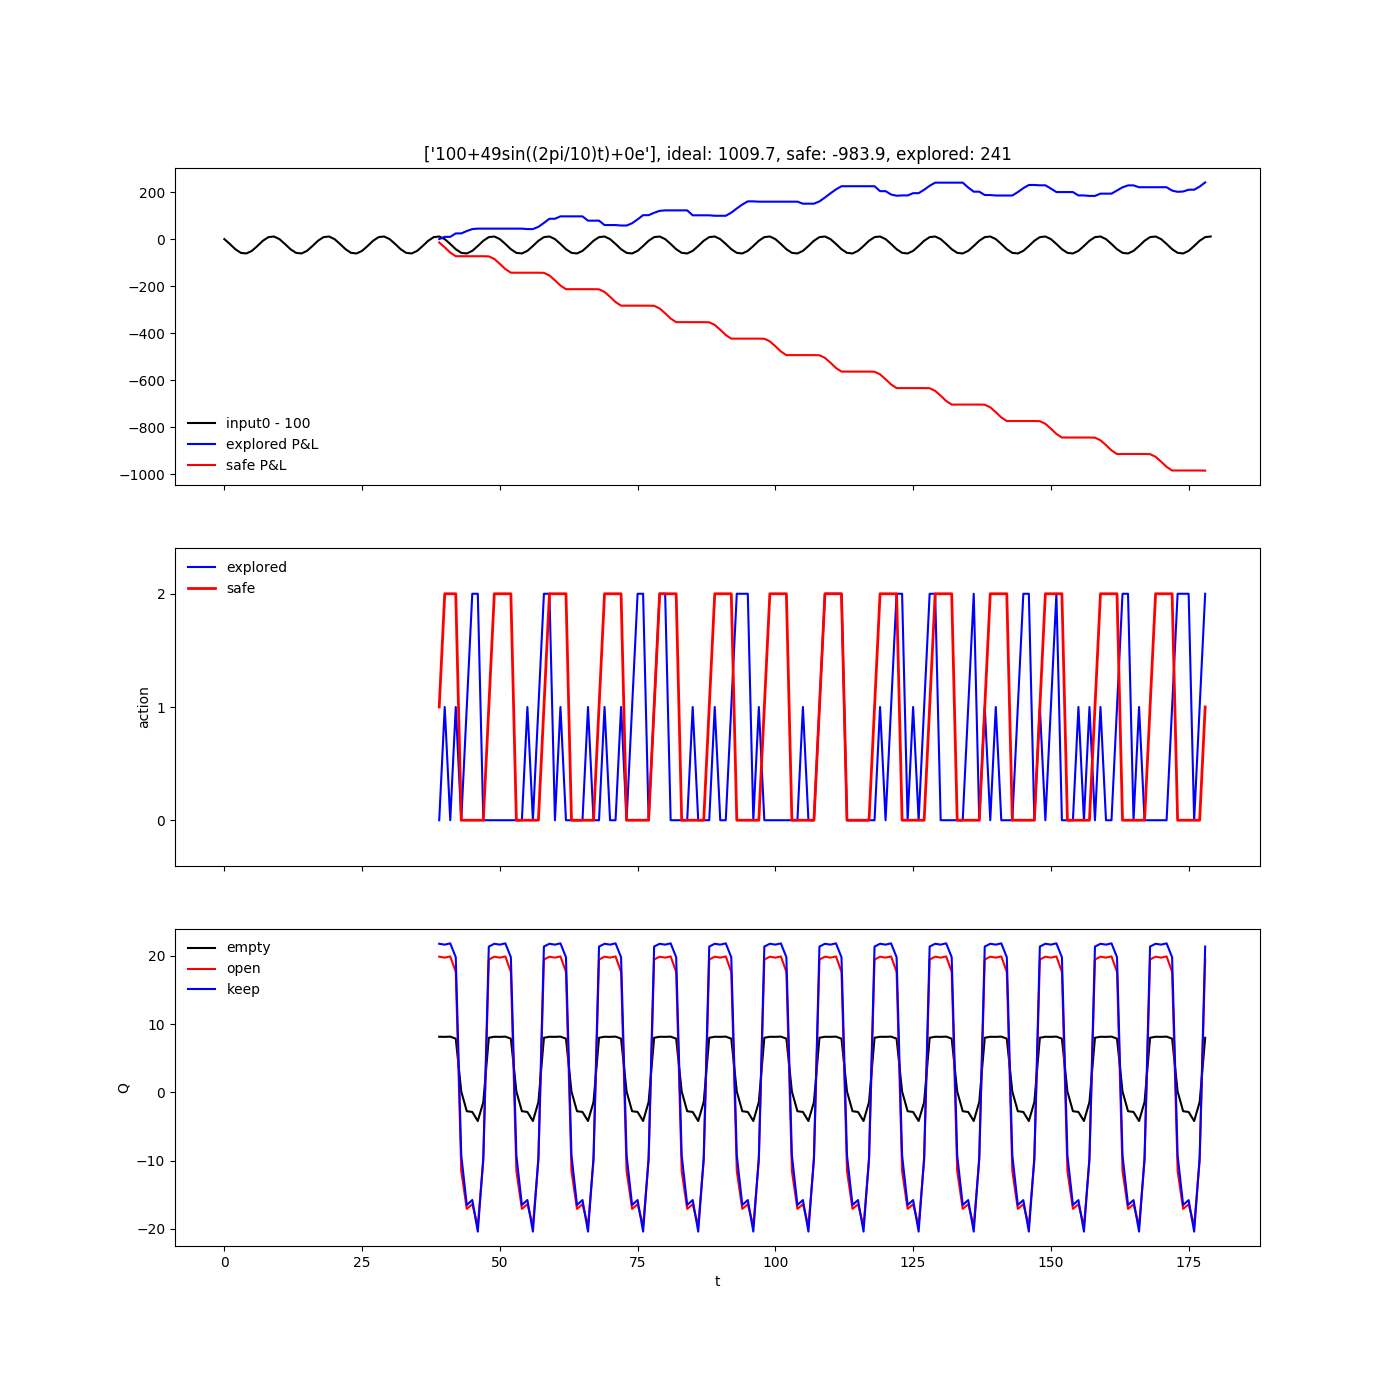 ['100+49sin((2pi/10)t)+0e'], ideal: 1009.7, safe: -983.9, explored: 241
200
0
−200
−400
−600
−800
−1000
input0 - 100
explored P&L
safe P&L
explored
safe
2
1
0
action
empty
open
keep
20
10
0
−10
−20
Q
0 25 50 75 100 125 150 175
t